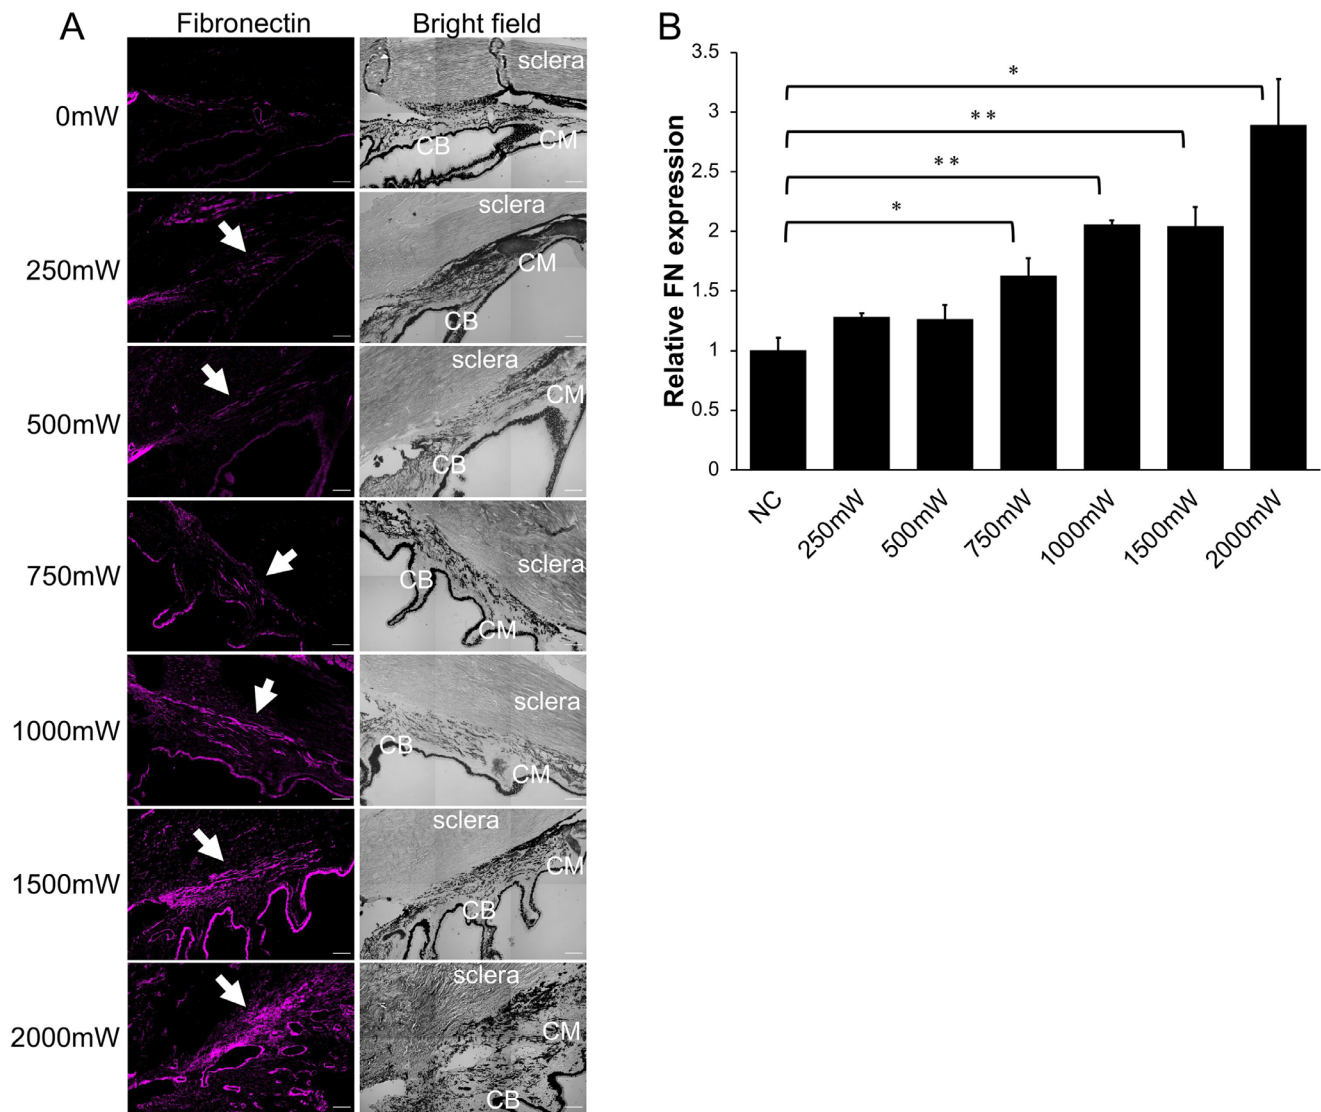 A
Fibronectin
Bright field
0mW
sclera
CB
CM
250mW
sclera
CM
CB
500mW
sclera
CM
CB
750mW
sclera
CB
CM
1000mW
sclera
CB
CM
1500mW
sclera
CM
CB
2000mW
sclera
CM
CB
B
Relative FN expression
3.5
3
2.5
2
1.5
1
0.5
0
*
**
**
*
NC
250mW
500mW
750mW
1000mW
1500mW
2000mW